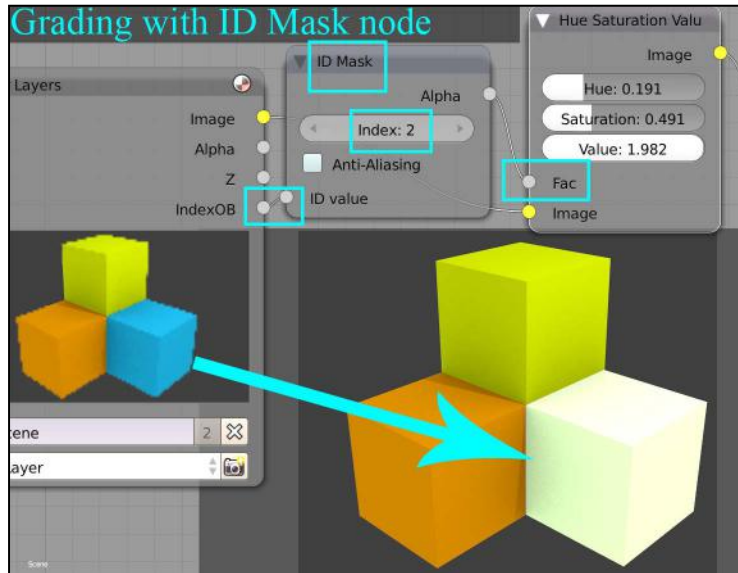 Grading with ID Mask node
Layers
Image
Alpha
Z
IndexOB
ID Mask
Alpha
Index: 2
Anti-Aliasing
ID value
Hue Saturation Valu
Image
Hue: 0.191
Saturation: 0.491
Value: 1.982
Fac
Image
cene
2
ayer
Scene